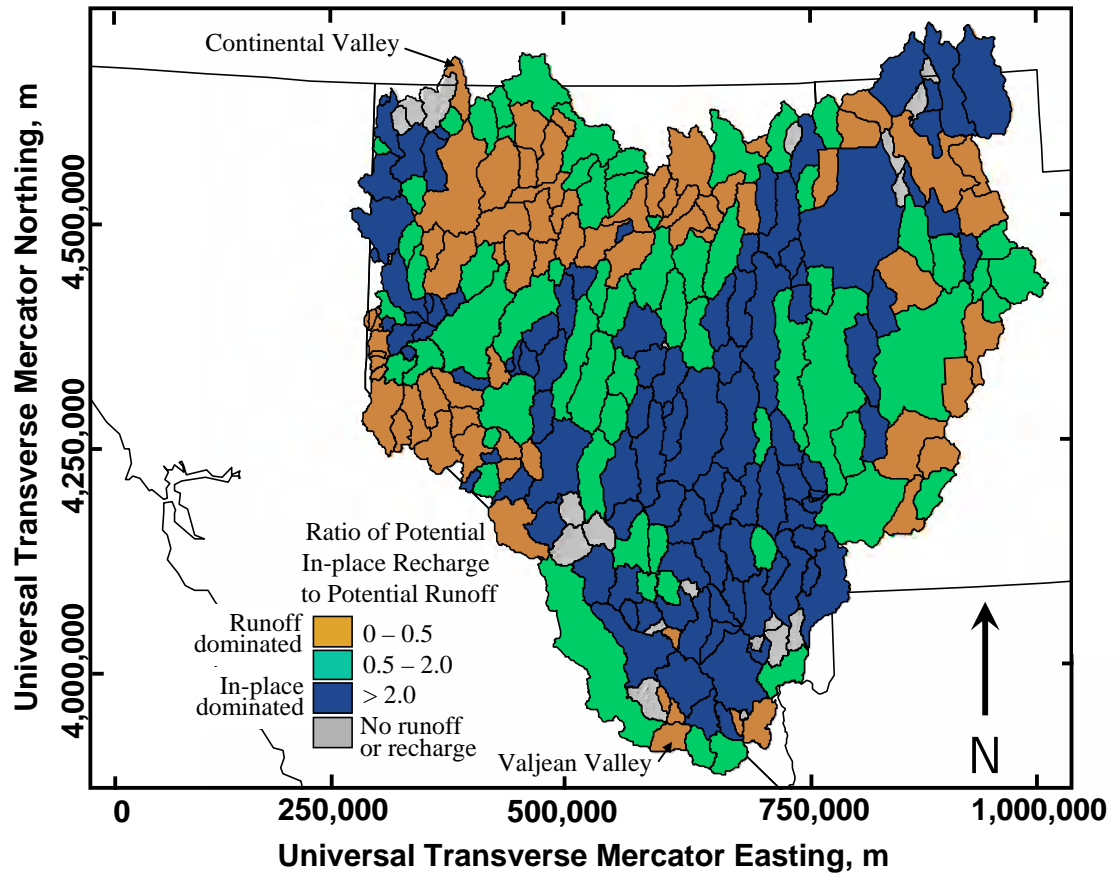 Continental Valley
Universal Transverse Mercator Northing, m
4,500,000
4,250,000
4,000,000
Ratio of Potential
In-place Recharge
to Potential Runoff
Runoff
dominated
0 – 0.5
0.5 – 2.0
In-place
dominated
> 2.0
No runoff
or recharge
Valjean Valley
N
0
250,000
500,000
750,000
1,000,000
Universal Transverse Mercator Easting, m